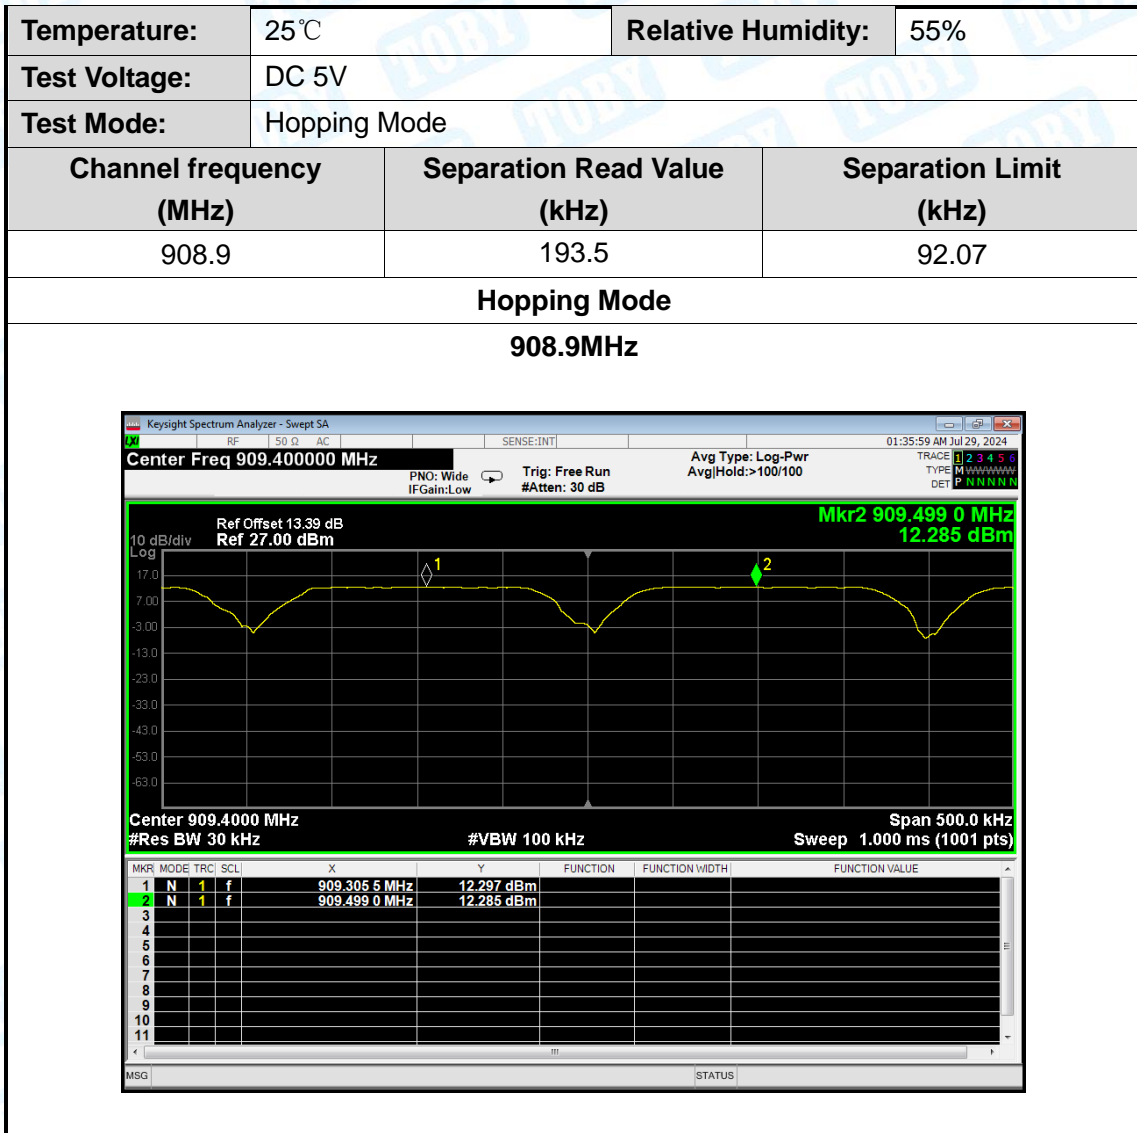 Temperature: 25℃ Relative Humidity: 55%
Test Voltage: DC 5V
Test Mode: Hopping Mode
Channel frequency (MHz) Separation Read Value (kHz) Separation Limit (kHz)
908.9 193.5 92.07
Hopping Mode
908.9MHz
Keysight Spectrum Analyzer - Swept SA
LXI RF 50 Ω AC SENSE:INT 01:35:59 AM Jul 29, 2024
Center Freq 909.400000 MHz
PNO: Wide
IFGain:Low
Trig: Free Run
#Atten: 30 dB
Avg Type: Log-Pwr
Avg|Hold:>100/100
TRACE 1 2 3 4 5 6
TYPE M WWWWW
DET P N N N N N
Mkr2 909.499 0 MHz
12.285 dBm
Ref Offset 13.39 dB
10 dB/div Ref 27.00 dBm
Log
1
2
17.0
7.00
-3.00
-13.0
-23.0
-33.0
-43.0
-53.0
-63.0
Center 909.4000 MHz Span 500.0 kHz
#Res BW 30 kHz #VBW 100 kHz Sweep 1.000 ms (1001 pts)
MKR MODE TRC SCL X Y FUNCTION FUNCTION WIDTH FUNCTION VALUE
1 N 1 f 909.305 5 MHz 12.297 dBm
2 N 1 f 909.499 0 MHz 12.285 dBm
3
4
5
6
7
8
9
10
11
MSG STATUS
TOBY
TOBY
TOBY
TOBY
TOBY